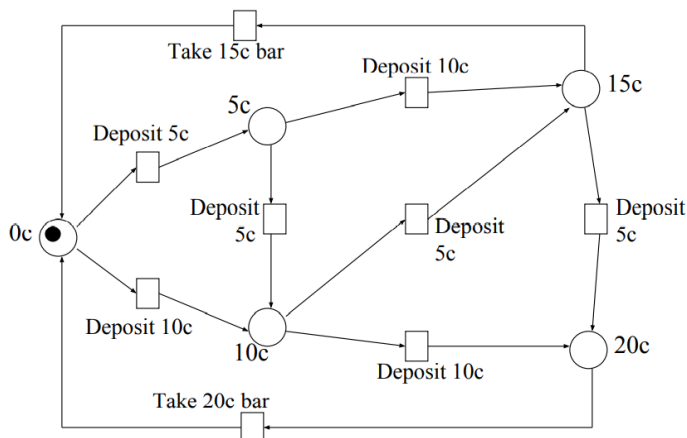 Take 15c bar
Deposit 10c
15c
5c
Deposit 5c
Deposit
5c
Deposit
5c
Deposit
5c
0c
Deposit 10c
10c
Deposit 10c
20c
Take 20c bar